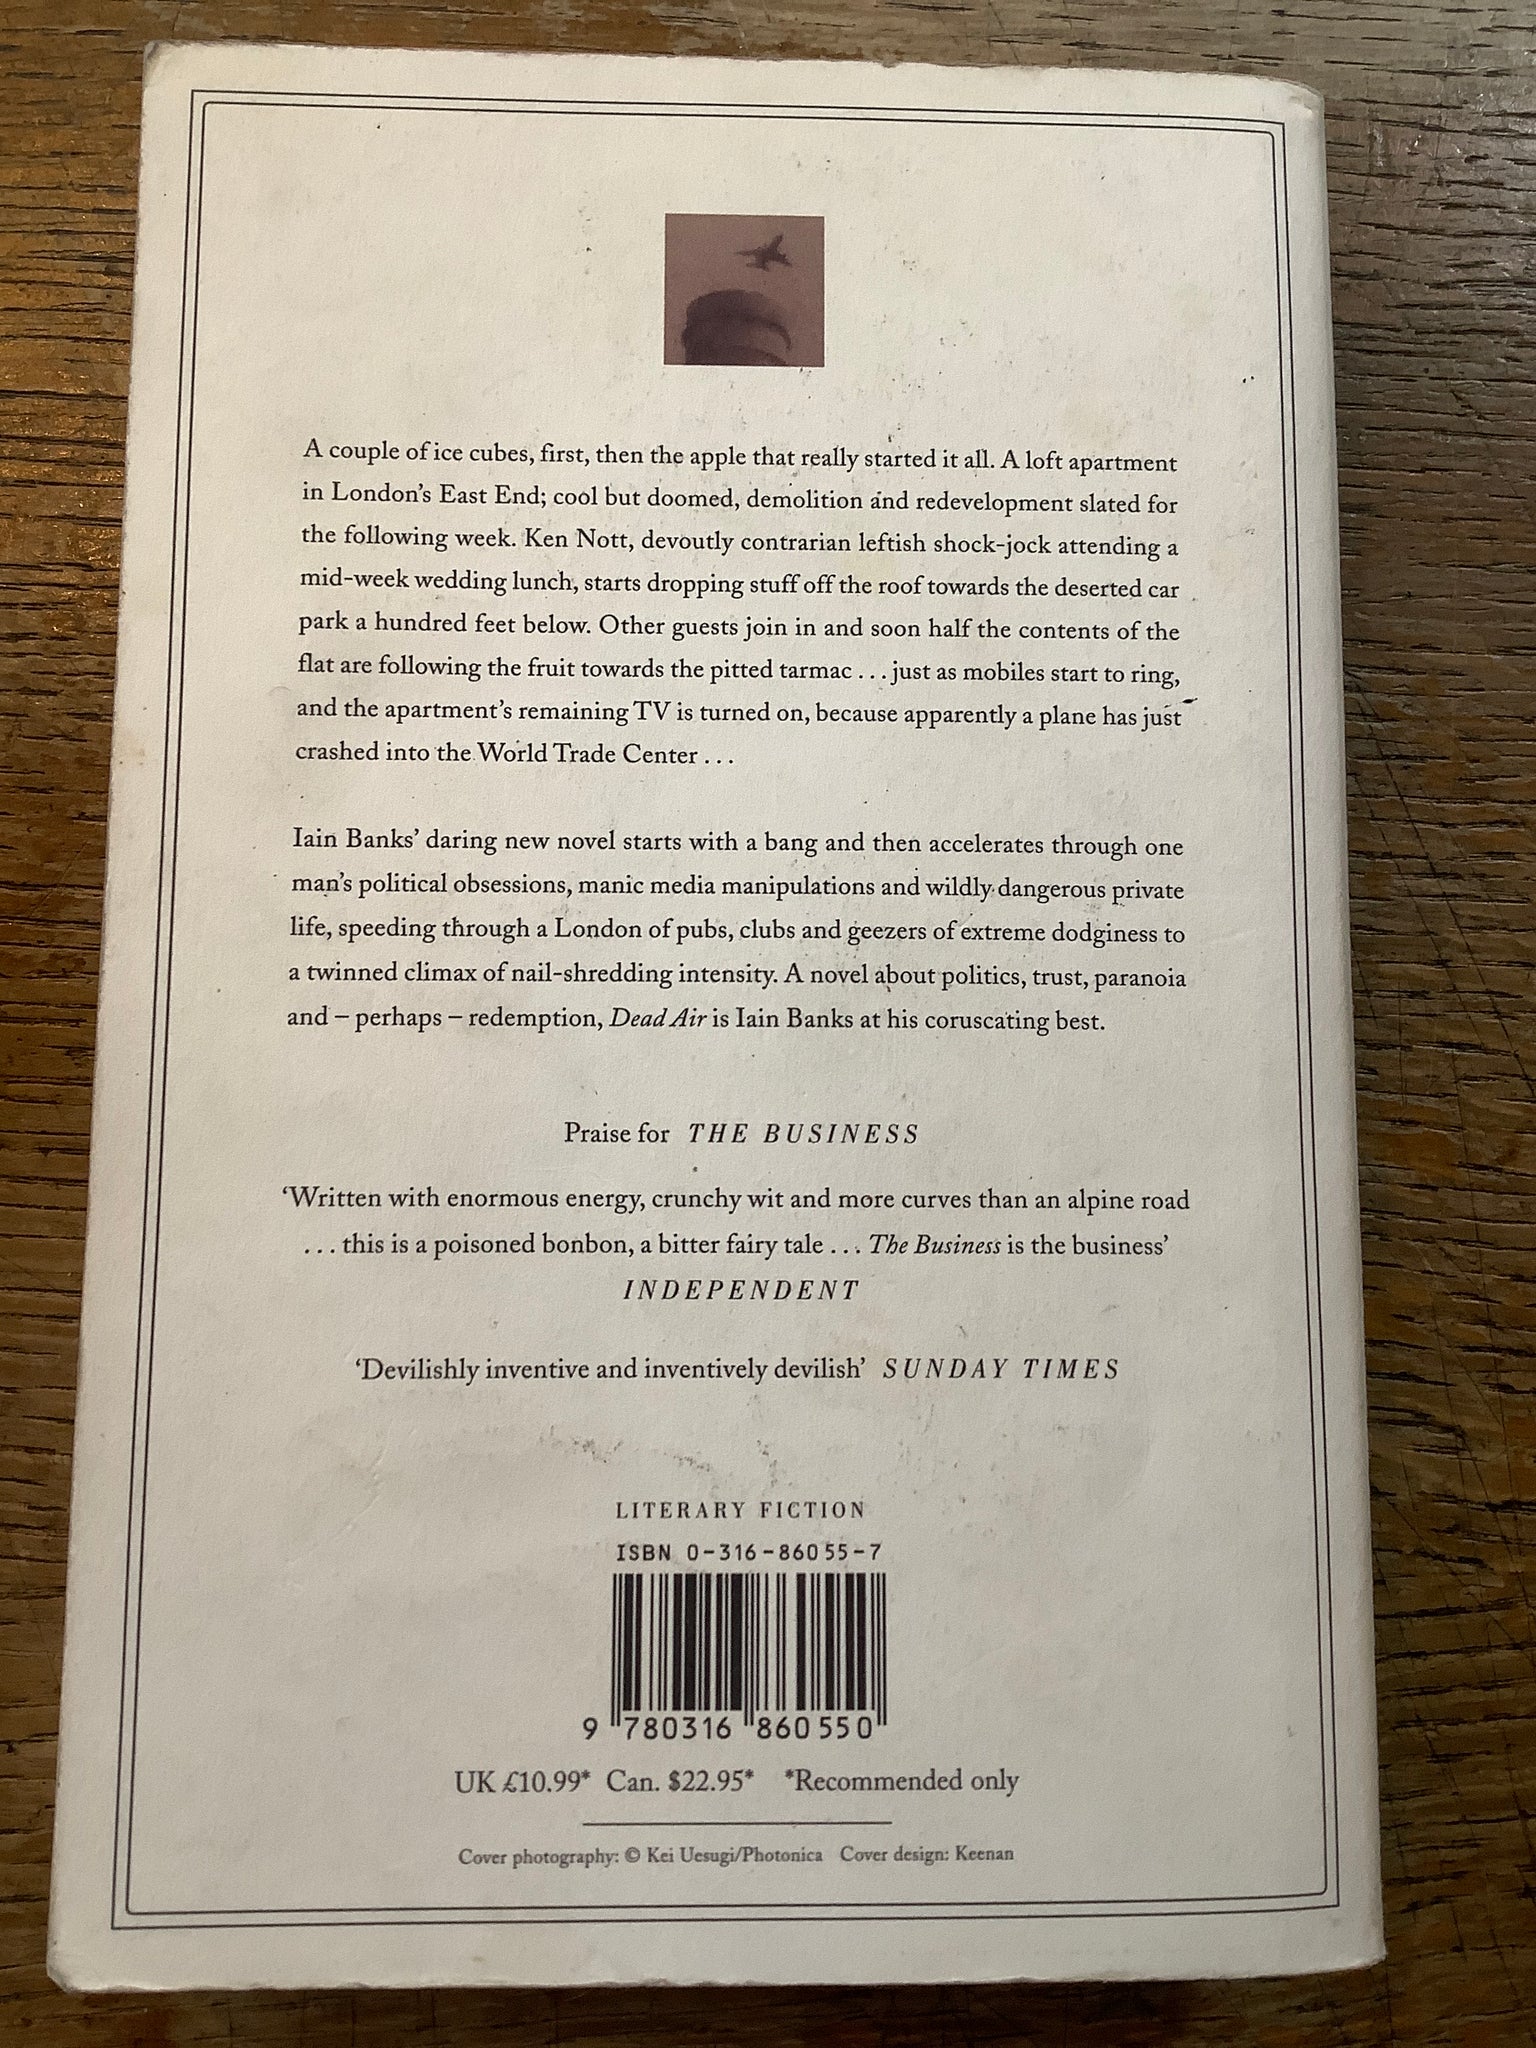 A couple of ice cubes, first, then the apple that really started it all. A loft apartment
in London's East End; cool but doomed, demolition and redevelopment slated for
the following week. Ken Nott, devoutly contrarian leftish shock-jock attending a
mid-week wedding lunch, starts dropping stuff off the roof towards the deserted car
park a hundred feet below. Other guests join in and soon half the contents of the
flat are following the fruit towards the pitted tarmac . . . just as mobiles start to ring,
and the apartment's remaining TV is turned on, because apparently a plane has just
crashed into the World Trade Center . . .
Iain Banks' daring new novel starts with a bang and then accelerates through one
man's political obsessions, manic media manipulations and wildly dangerous private
life, speeding through a London of pubs, clubs and geezers of extreme dodginess to
a twinned climax of nail-shredding intensity. A novel about politics, trust, paranoia
and – perhaps – redemption, Dead Air is Iain Banks at his coruscating best.
Praise for THE BUSINESS
‘Written with enormous energy, crunchy wit and more curves than an alpine road
. . . this is a poisoned bonbon, a bitter fairy tale . . . The Business is the business’
INDEPENDENT
‘Devilishly inventive and inventively devilish’ SUNDAY TIMES
LITERARY FICTION
ISBN 0-316-86055-7
9 780316 860550
UK £10.99* Can. $22.95* *Recommended only
Cover photography: © Kei Uesugi/Photonica Cover design: Keenan